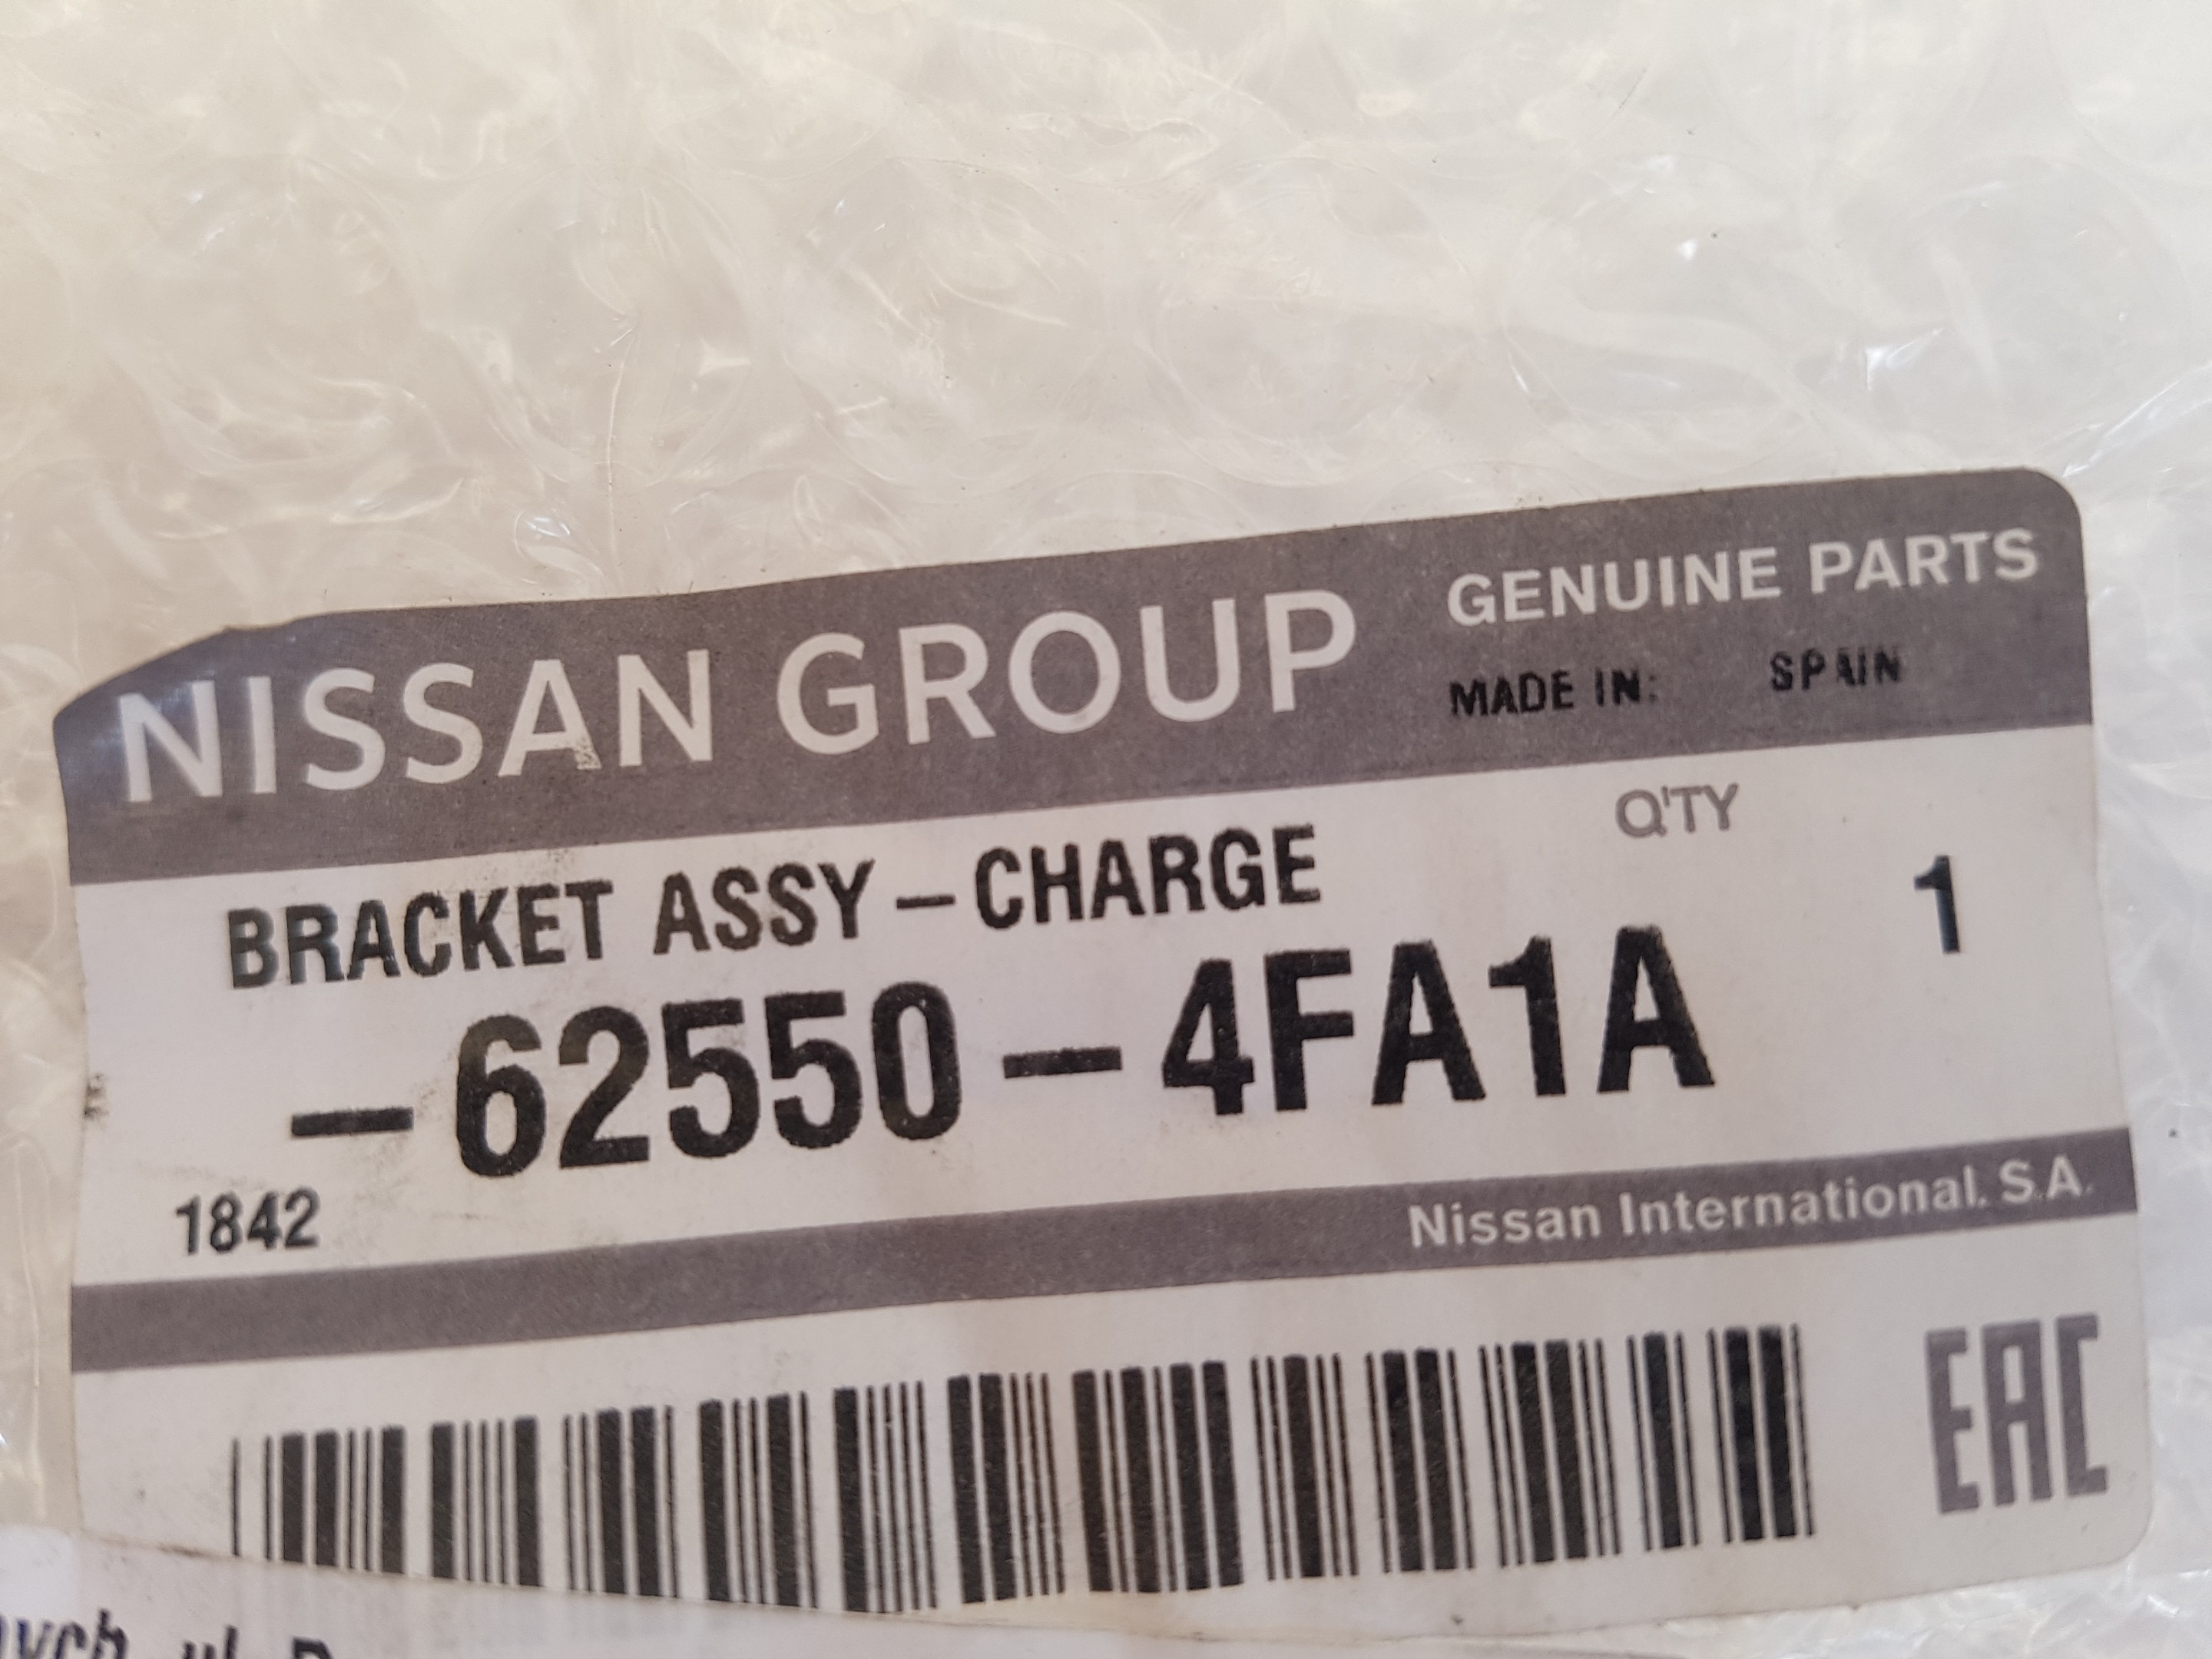 NISSAN GROUP
GENUINE PARTS
MADE IN: SPAIN
Q'TY
BRACKET ASSY-CHARGE
1
-62550-4FA1A
1842
Nissan International. S.A.
EAC